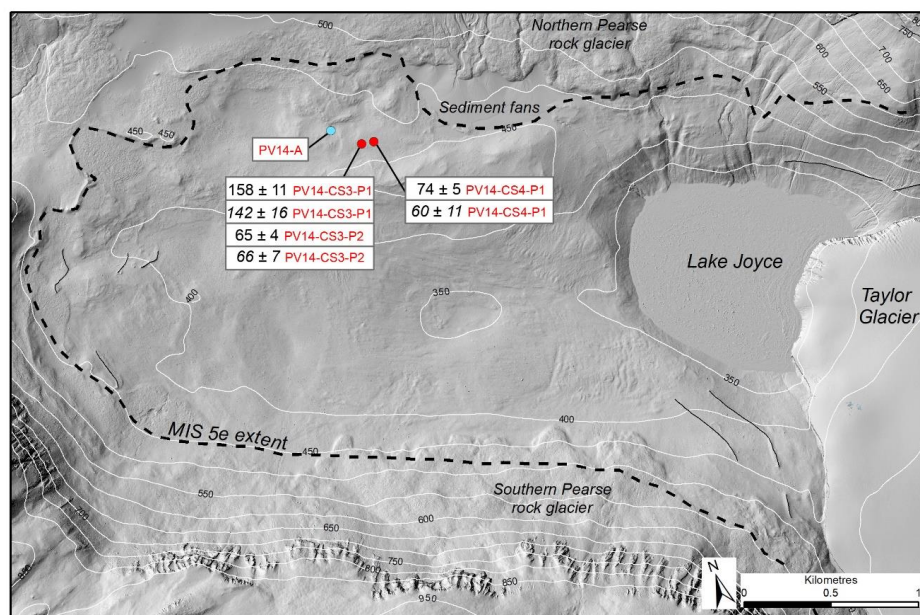 500
Northern Pearse
rock glacier
600
700
750
800
650
550
Sediment fans
450
450
450
PV14-A
158 ± 11 PV14-CS3-P1
142 ± 16 PV14-CS3-P1
65 ± 4 PV14-CS3-P2
66 ± 7 PV14-CS3-P2
74 ± 5 PV14-CS4-P1
60 ± 11 PV14-CS4-P1
Lake Joyce
Taylor
Glacier
400
350
350
400
MIS 5e extent
450
Southern Pearse
rock glacier
550
600
650
700
750
800
850
950
N
Kilometres
0
0.5